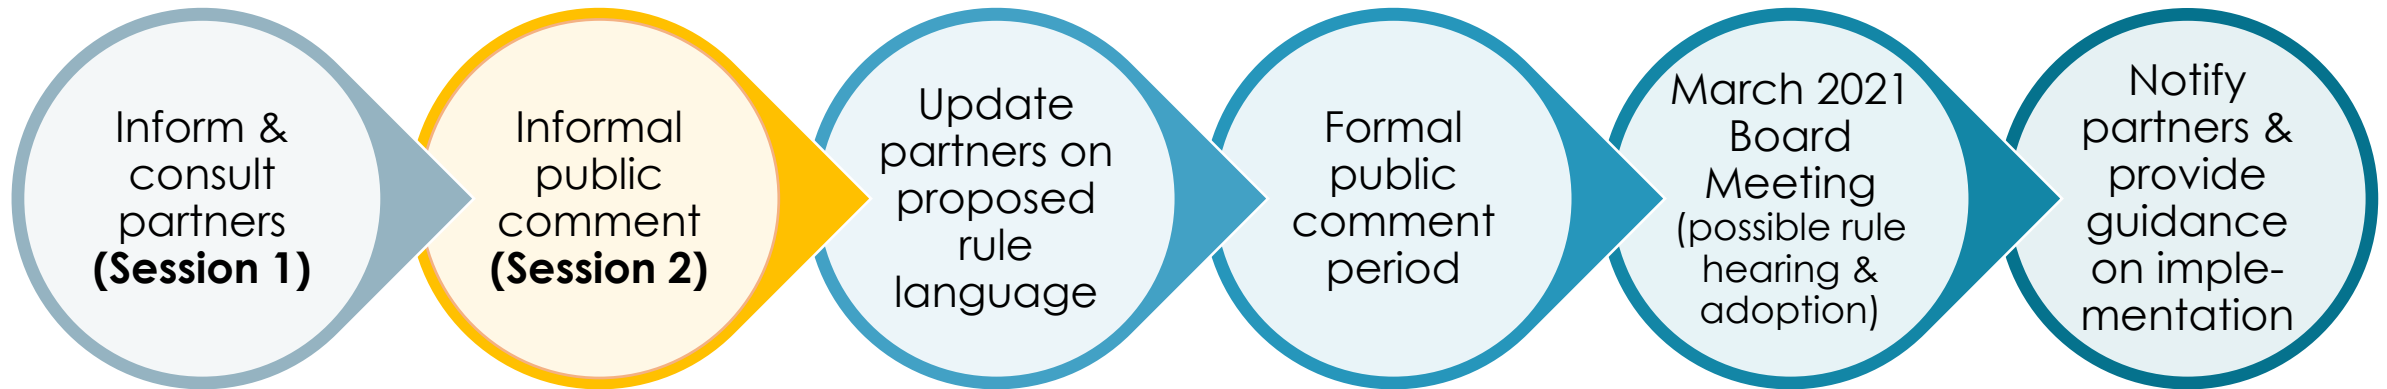 Inform &
consult
partners
(Session 1)
Informal
public
comment
(Session 2)
Update
partners on
proposed
rule
language
Formal
public
comment
period
March 2021
Board
Meeting
(possible rule
hearing &
adoption)
Notify
partners &
provide
guidance
on imple-
mentation